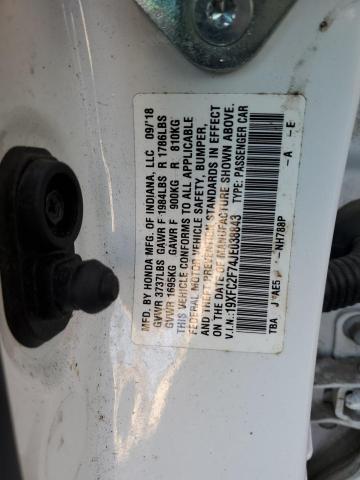 MFD. BY HONDA MFG. OF INDIANA, LLC 09/'18
GVWR 3737LBS GAWR F 1984LBS R 1786LBS
GVWR 1695KG GAWR F 900KG R 810KG
THIS VEHICLE CONFORMS TO ALL APPLICABLE
FEDERAL MOTOR VEHICLE SAFETY, BUMPER,
AND THEFT PREVENTION STANDARDS IN EFFECT
ON THE DATE OF MANUFACTURE SHOWN ABOVE.
V.I.N.: TYPE: PASSENGER CAR
TBA NH788P -A -E